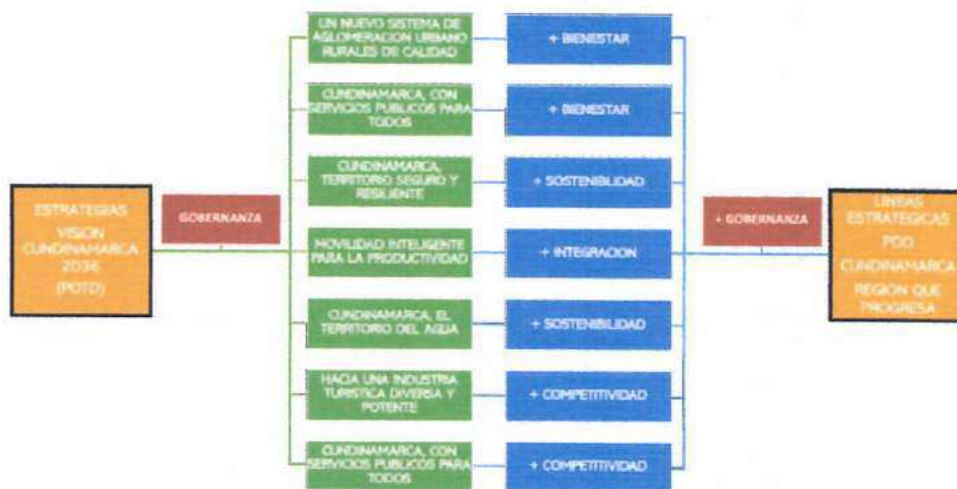 UN NUEVO SISTEMA DE
AGLOMERACION URBANO
RURALES DE CALIDAD
+ BIENESTAR
CUNDINAMARCA, CON
SERVICIOS PUBLICOS PARA
TODOS
+ BIENESTAR
CUNDINAMARCA,
TERRITORIO SEGURO Y
RESILIENTE
+ SOSTENIBLIDAD
ESTRATEGIAS
VISION
CUNDINAMARCA
2036
(POTD)
GOBERNANZA
MOVILIDAD INTELIGENTE
PARA LA PRODUCTIVIDAD
+ INTEGRACION
+ GOBERNANZA
LINEAS
ESTRATEGICAS
PDD
CUNDINAMARCA
REGION QUE
PROGRESA
CUNDINAMARCA, EL
TERRITORIO DEL AGUA
+ SOSTENIBILIDAD
HACIA UNA INDUSTRIA
TURISTICA DIVERSA Y
POTENTE
+ COMPETITIVIDAD
CUNDINAMARCA, CON
SERVICIOS PUBLICOS PARA
TODOS
+ COMPETITIVIDAD